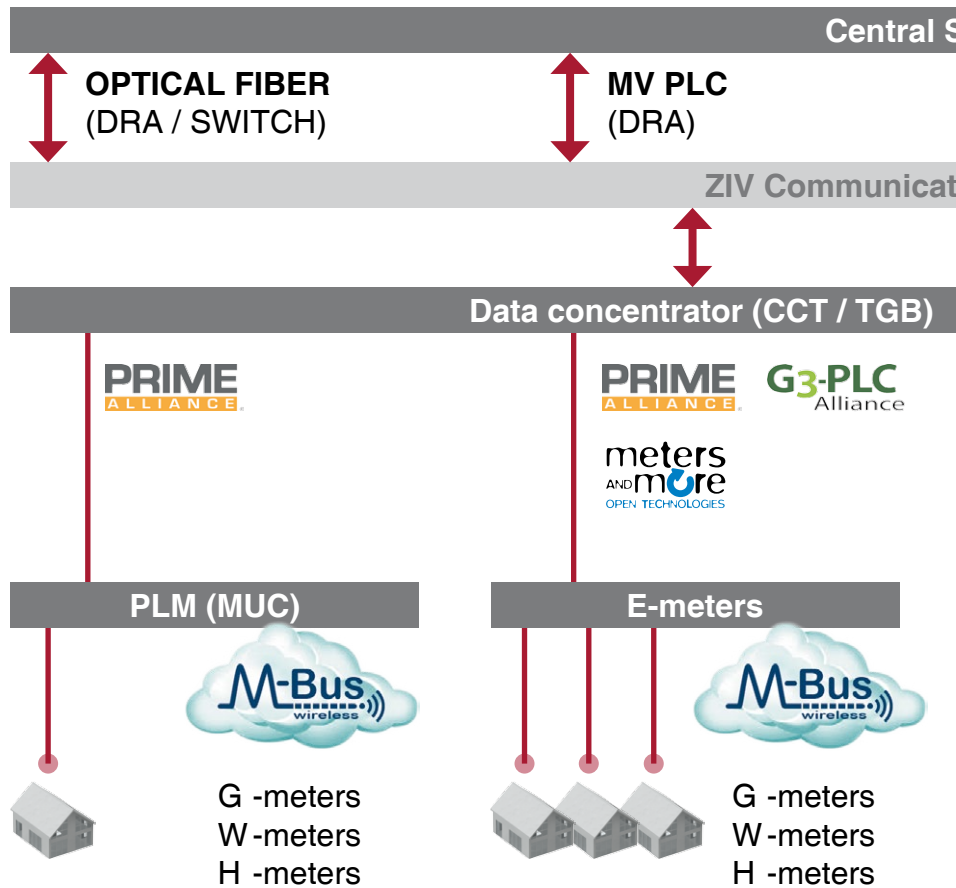 Central S
OPTICAL FIBER
(DRA / SWITCH)
MV PLC
(DRA)
ZIV Communicat
Data concentrator (CCT / TGB)
PRIME
ALLIANCE
PRIME
ALLIANCE
G3-PLC
Alliance
meters
AND more
OPEN TECHNOLOGIES
PLM (MUC)
E-meters
M-Bus
wireless
M-Bus
wireless
G -meters
W -meters
H -meters
G -meters
W -meters
H -meters